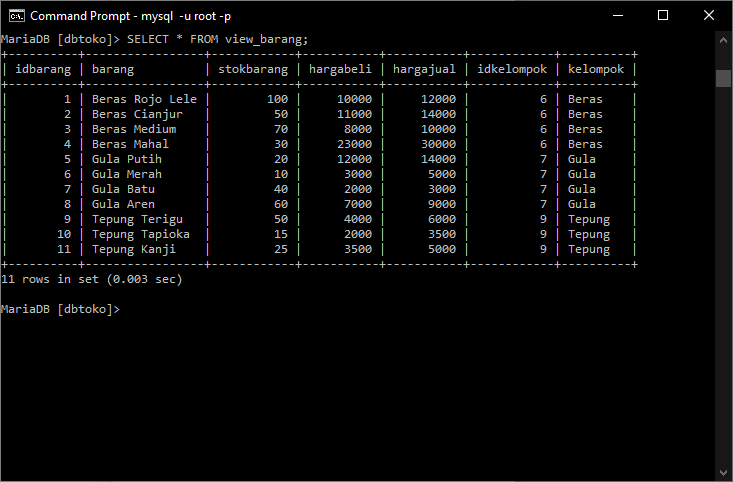 Command Prompt - mysql -u root -p
MariaDB [dbtoko]> SELECT * FROM view_barang;
+----------+-----------------+------------+-----------+-----------+------------+----------+
| idbarang | barang          | stokbarang | hargabeli | hargajual | idkelompok | kelompok |
+----------+-----------------+------------+-----------+-----------+------------+----------+
|        1 | Beras Rojo Lele |        100 |     10000 |     12000 |          6 | Beras    |
|        2 | Beras Cianjur   |         50 |     11000 |     14000 |          6 | Beras    |
|        3 | Beras Medium    |         70 |      8000 |     10000 |          6 | Beras    |
|        4 | Beras Mahal     |         30 |     23000 |     30000 |          6 | Beras    |
|        5 | Gula Putih      |         20 |     12000 |     14000 |          7 | Gula     |
|        6 | Gula Merah      |         10 |      3000 |      5000 |          7 | Gula     |
|        7 | Gula Batu       |         40 |      2000 |      3000 |          7 | Gula     |
|        8 | Gula Aren       |         60 |      7000 |      9000 |          7 | Gula     |
|        9 | Tepung Terigu   |         50 |      4000 |      6000 |          9 | Tepung   |
|       10 | Tepung Tapioka  |         15 |      2000 |      3500 |          9 | Tepung   |
|       11 | Tepung Kanji    |         25 |      3500 |      5000 |          9 | Tepung   |
+----------+-----------------+------------+-----------+-----------+------------+----------+
11 rows in set (0.003 sec)
MariaDB [dbtoko]>